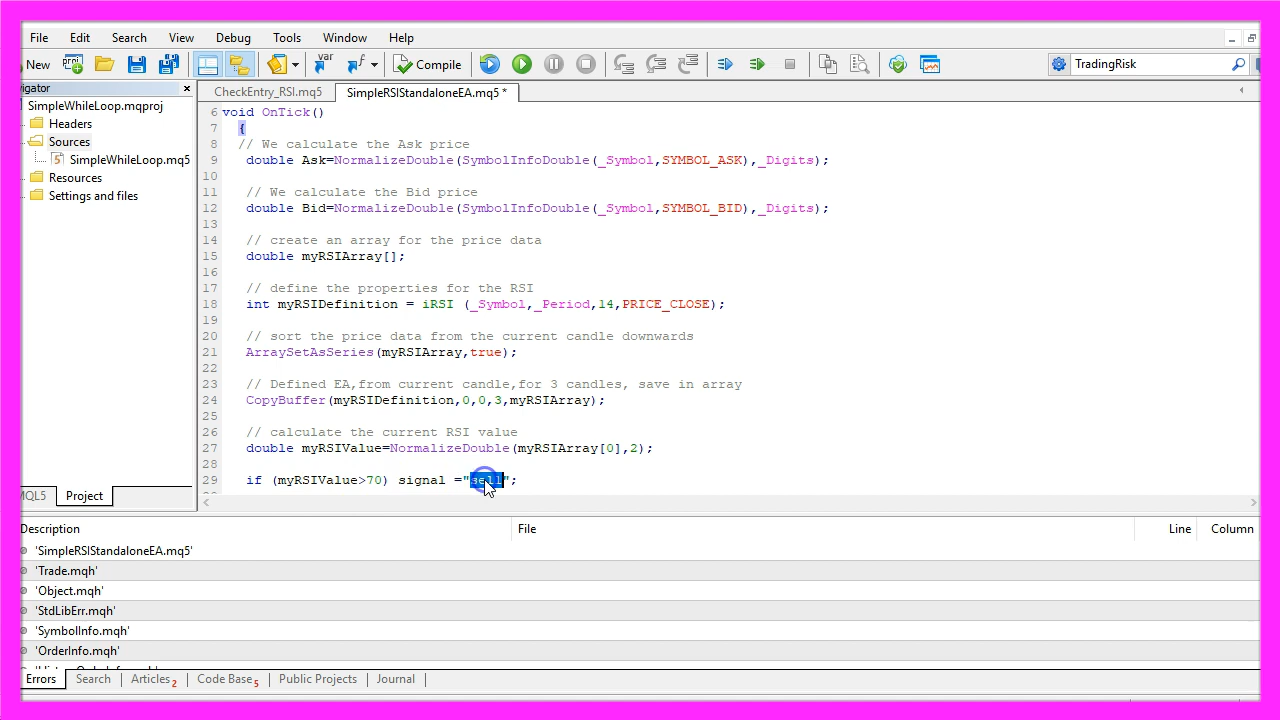 File Edit Search View Debug Tools Window Help
New Compile TradingRisk
igator
CheckEntry_RSI.mq5 SimpleRSIStandaloneEA.mq5 *
SimpleWhileLoop.mqproj
Headers
Sources
SimpleWhileLoop.mq5
Resources
Settings and files
MQL5 Project
6 void OnTick()
7 {
8 // We calculate the Ask price
9 double Ask=NormalizeDouble(SymbolInfoDouble(_Symbol,SYMBOL_ASK),_Digits);
10
11 // We calculate the Bid price
12 double Bid=NormalizeDouble(SymbolInfoDouble(_Symbol,SYMBOL_BID),_Digits);
13
14 // create an array for the price data
15 double myRSIArray[];
16
17 // define the properties for the RSI
18 int myRSIDefinition = iRSI (_Symbol,_Period,14,PRICE_CLOSE);
19
20 // sort the price data from the current candle downwards
21 ArraySetAsSeries(myRSIArray,true);
22
23 // Defined EA,from current candle,for 3 candles, save in array
24 CopyBuffer(myRSIDefinition,0,0,3,myRSIArray);
25
26 // calculate the current RSI value
27 double myRSIValue=NormalizeDouble(myRSIArray[0],2);
28
29 if (myRSIValue>70) signal ="sell";
Description File Line Column
'SimpleRSIStandaloneEA.mq5'
'Trade.mqh'
'Object.mqh'
'StdLibErr.mqh'
'SymbolInfo.mqh'
'OrderInfo.mqh'
Errors Search Articles 2 Code Base 5 Public Projects Journal